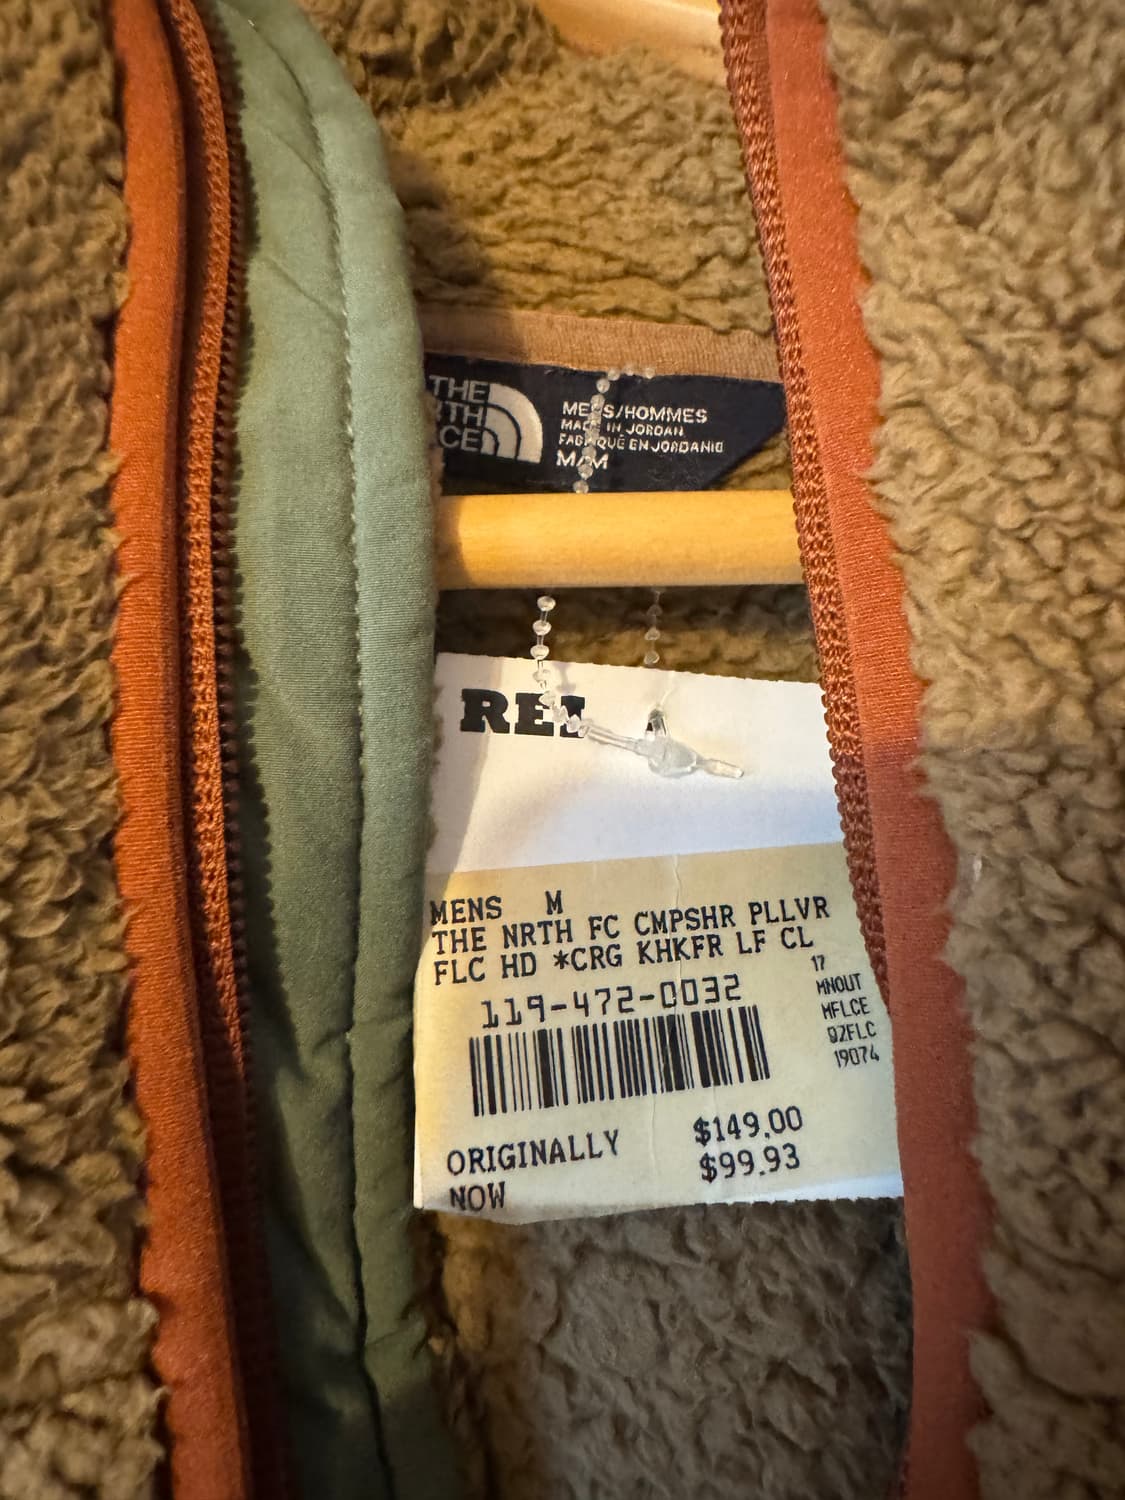 THE
RTH
CE
MENS/HOMMES
MADE IN JORDAN
FABRIQUÉ EN JORDANIE
M/M
REI
MENS M
THE NRTH FC CMPSHR PLLVR
FLC HD *CRG KHKFR LF CL
119-472-0032
17
MNOUT
MFLCE
QZFLC
19074
ORIGINALLY $149.00
NOW $99.93